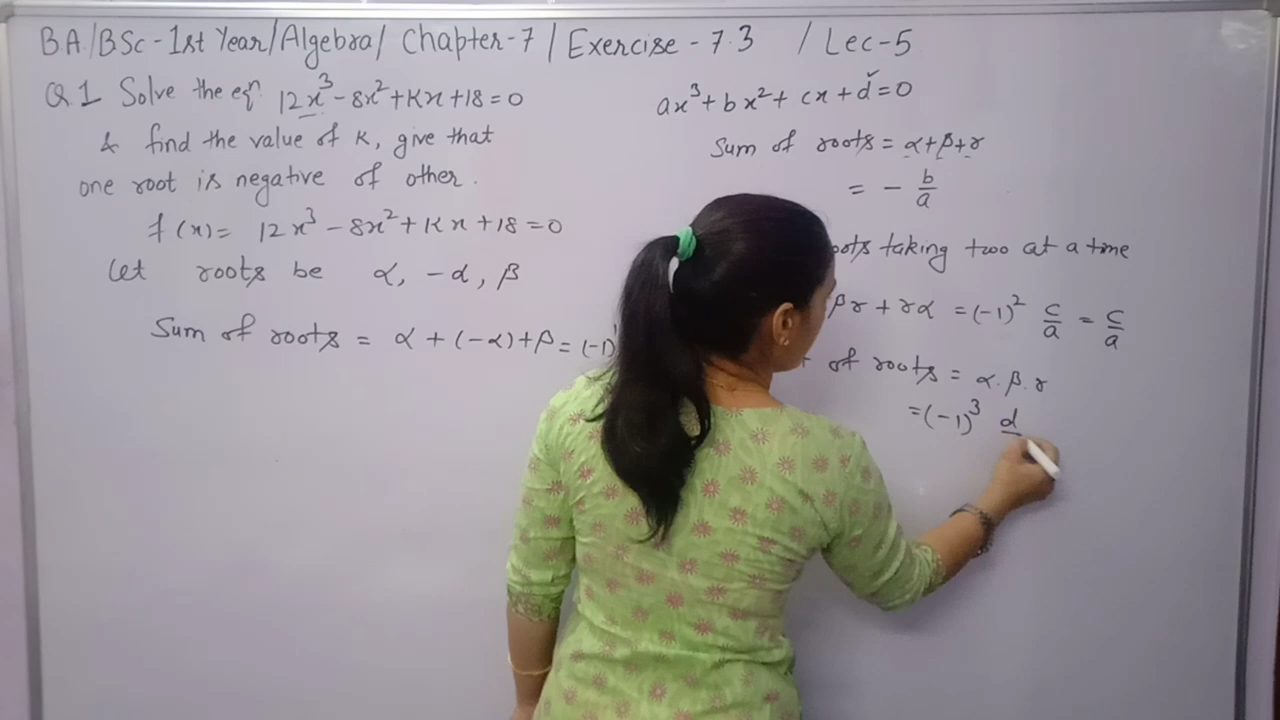 BA/BSc-1st Year/Algebra/ Chapter-7 / Exercise-7.3 / Lec-5
Q.1 Solve the eqn. 12x³-8x²+Kx+18=0
& find the value of K, give that
one root is negative of other.
f(x)= 12x³-8x²+Kx+18=0
Let roots be α, -α, β
Sum of roots = α+(-α)+β=(-1)
ax³+bx²+cx+d=0
Sum of roots = α+β+γ
= - b/a
taking two at a time
βγ+γα =(-1)² c/a = c/a
of roots = α.β.γ
=(-1)³ d